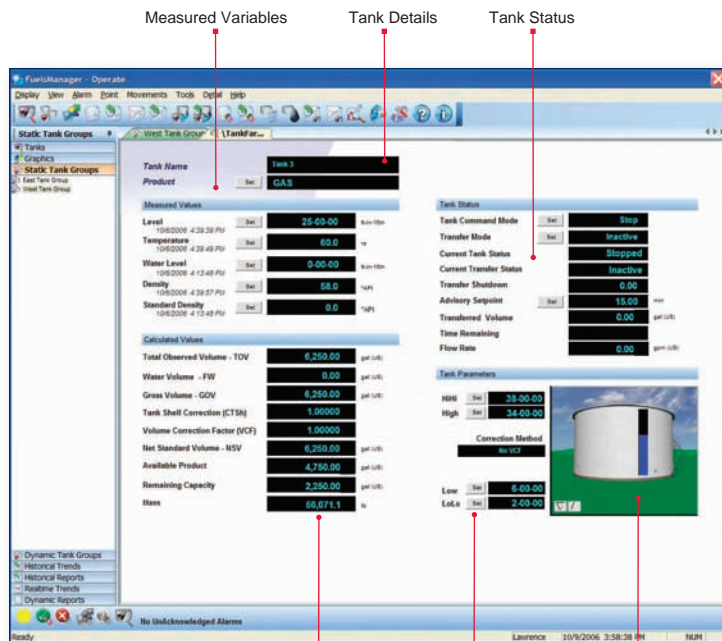 Measured Variables Tank Details Tank Status
FuelsManager - Operate
Display View Alarm Point Movements Tools Detail Help
Static Tank Groups
West Tank Group \TankFar...
Tanks
Graphics
Static Tank Groups
East Tank Group
West Tank Group
Tank Name Tank 3
Product Set GAS
Measured Values
Level Set 25-00-00 ft-in-16th
10/6/2006 4:39:38 PM
Temperature Set 60.0 °F
10/6/2006 4:39:49 PM
Water Level Set 0-00-00 ft-in-16th
10/6/2006 4:13:48 PM
Density Set 58.0 °API
10/6/2006 4:39:57 PM
Standard Density Set 0.0 °API
10/6/2006 4:13:48 PM
Calculated Values
Total Observed Volume - TOV 6,250.00 gal (US)
Water Volume - FW 0.00 gal (US)
Gross Volume - GOV 6,250.00 gal (US)
Tank Shell Correction (CTSh) 1.00000
Volume Correction Factor (VCF) 1.00000
Net Standard Volume - NSV 6,250.00 gal (US)
Available Product 4,750.00 gal (US)
Remaining Capacity 2,250.00 gal (US)
Mass lb
Tank Status
Tank Command Mode Set Stop
Transfer Mode Set Inactive
Current Tank Status Stopped
Current Transfer Status Inactive
Transfer Shutdown 0.00
Advisory Setpoint Set 15.00 min
Transferred Volume 0.00 gal (US)
Time Remaining
Flow Rate 0.00 gpm (US)
Tank Parameters
HiHi Set 38-00-00
High Set 34-00-00
Correction Method
No VCF
Low Set 6-00-00
LoLo Set 2-00-00
Dynamic Tank Groups
Historical Trends
Historical Reports
Realtime Trends
Dynamic Reports
No UnAcknowledged Alarms
Ready Lawrence 10/9/2006 3:58:38 PM NUM